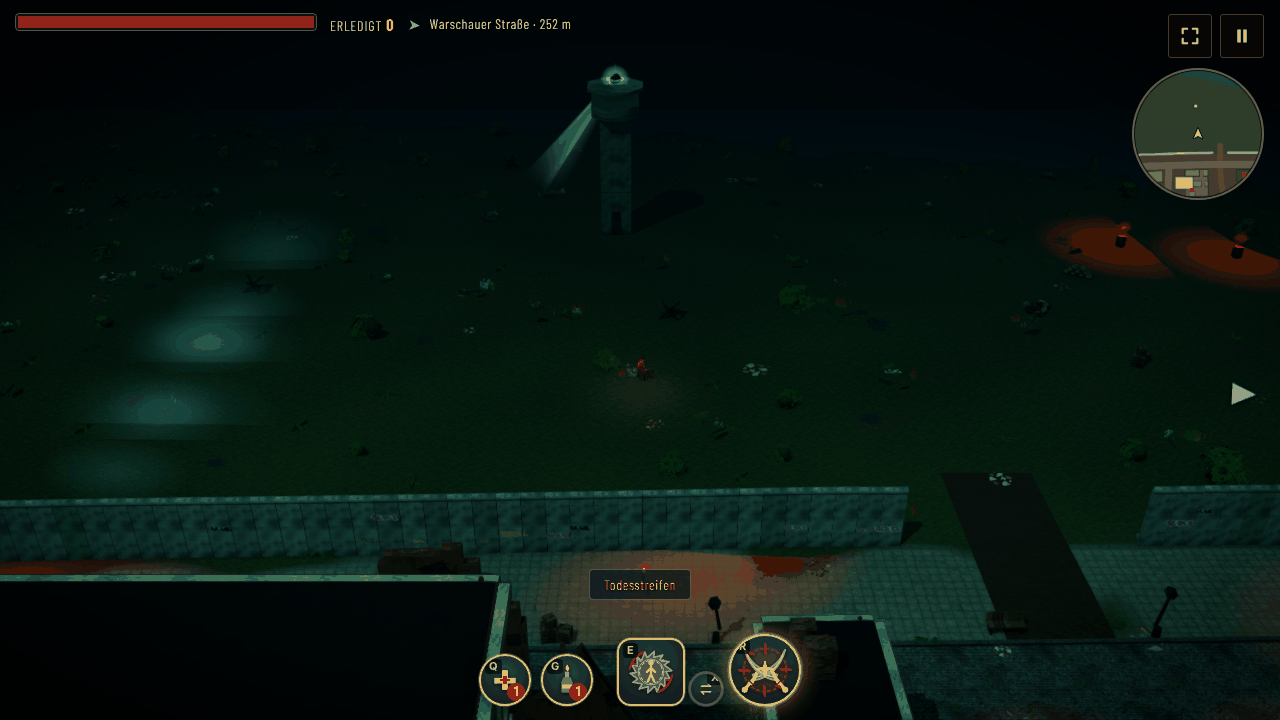 ERLEDIGT 0
Warschauer Straße · 252 m
Todesstreifen
Q
1
G
1
E
X
R